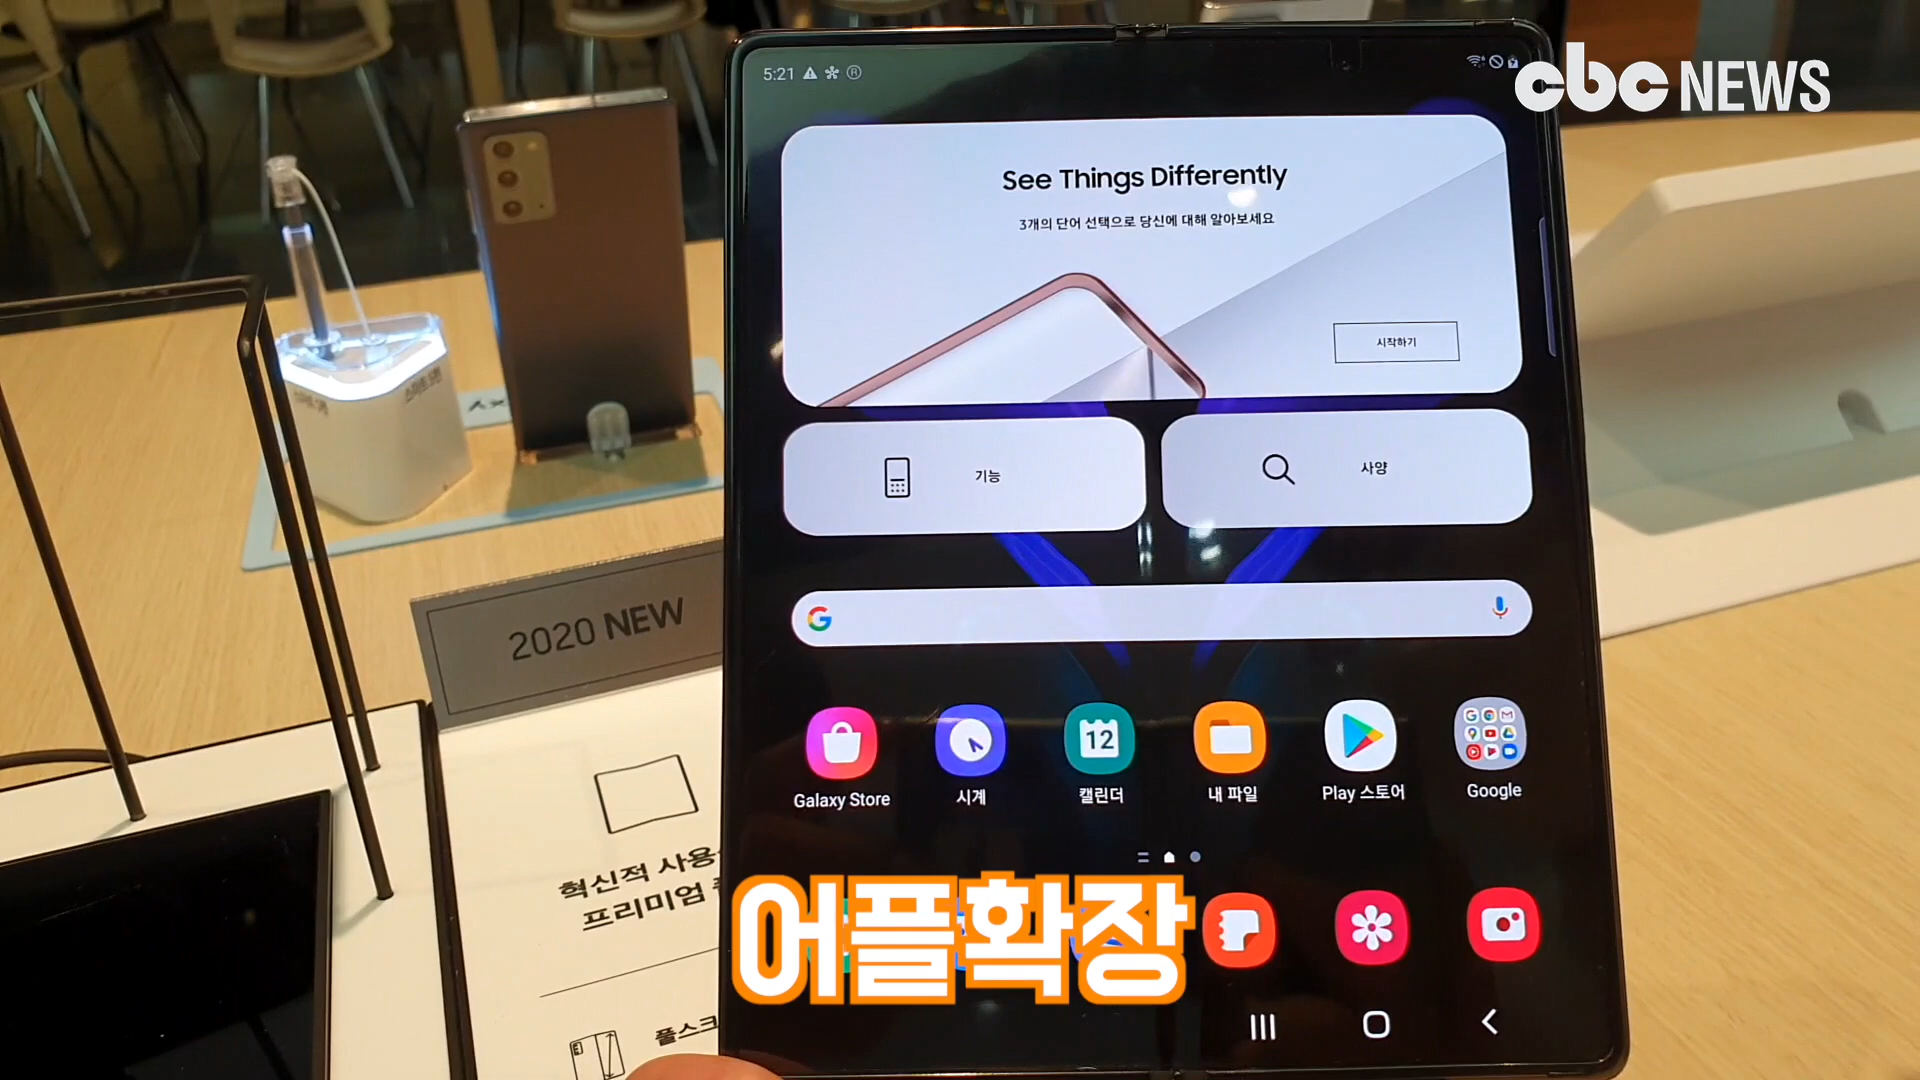 cbc NEWS
5:21
See Things Differently
3개의 단어 선택으로 당신에 대해 알아보세요
시작하기
기능
사양
2020 NEW
12
Galaxy Store
시계
캘린더
내 파일
Play 스토어
Google
혁신적
프리미엄
어플확장